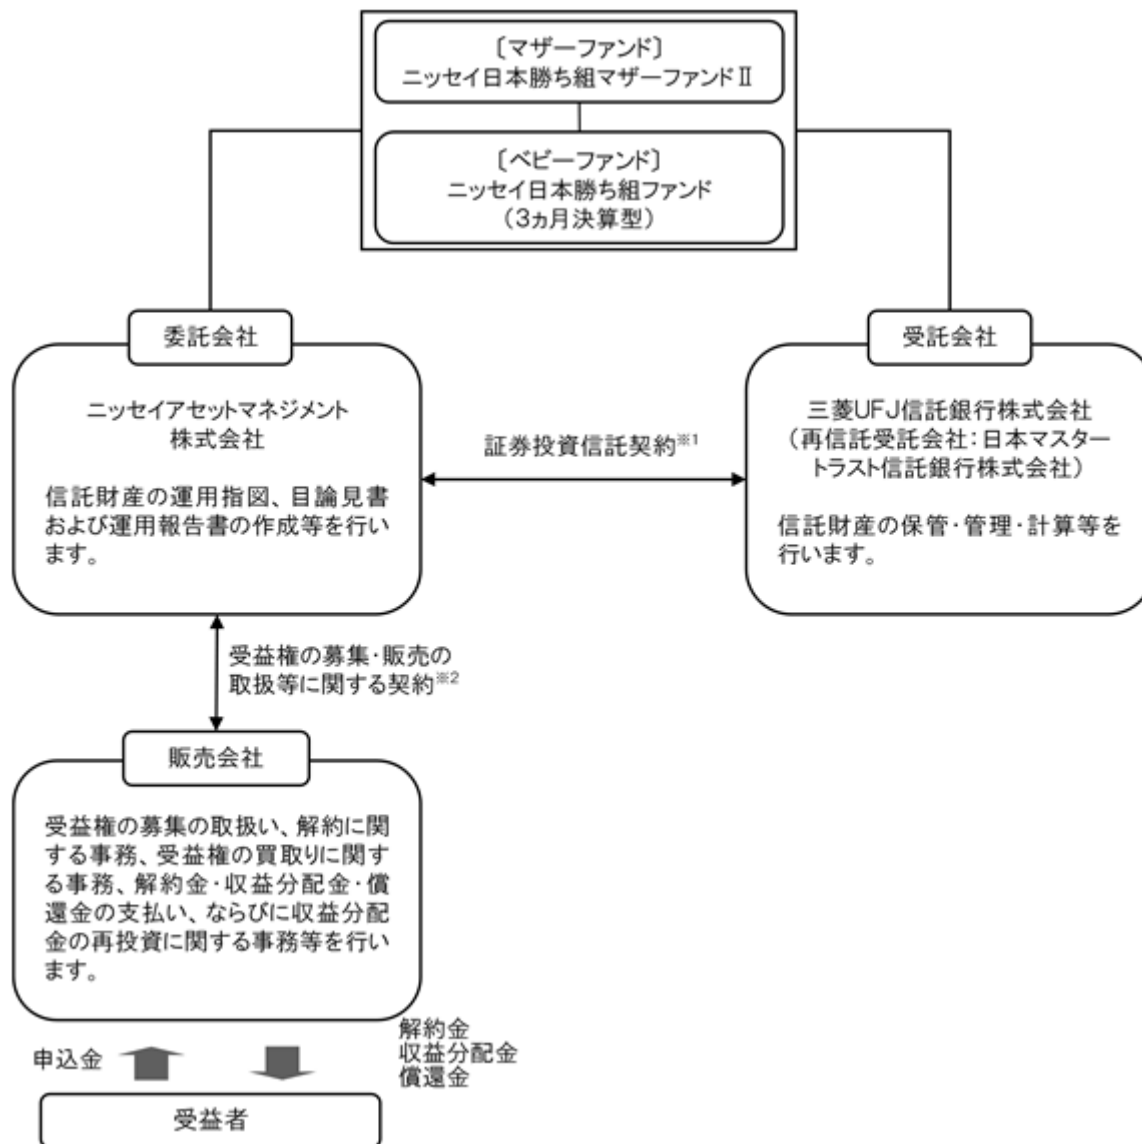 〔マザーファンド〕
ニッセイ日本勝ち組マザーファンドⅡ
〔ベビーファンド〕
ニッセイ日本勝ち組ファンド
（3ヵ月決算型）
委託会社
ニッセイアセットマネジメント
株式会社
信託財産の運用指図、目論見書
および運用報告書の作成等を行い
ます。
証券投資信託契約※1
受託会社
三菱UFJ信託銀行株式会社
（再信託受託会社：日本マスター
トラスト信託銀行株式会社）
信託財産の保管・管理・計算等を
行います。
受益権の募集・販売の
取扱等に関する契約※2
販売会社
受益権の募集の取扱い、解約に関
する事務、受益権の買取りに関す
る事務、解約金・収益分配金・償
還金の支払い、ならびに収益分配
金の再投資に関する事務等を行い
ます。
申込金
解約金
収益分配金
償還金
受益者